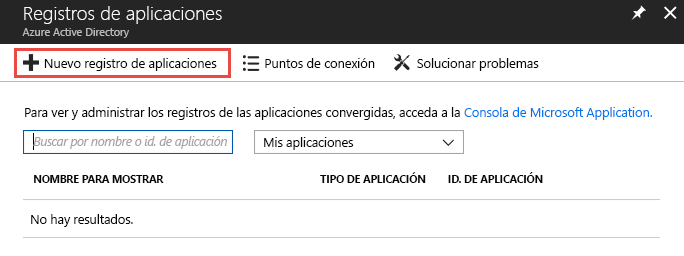 Registros de aplicaciones
Azure Active Directory
Nuevo registro de aplicaciones
Puntos de conexión
Solucionar problemas
Para ver y administrar los registros de las aplicaciones convergidas, acceda a la Consola de Microsoft Application.
Buscar por nombre o id. de aplicación
Mis aplicaciones
NOMBRE PARA MOSTRAR
TIPO DE APLICACIÓN
ID. DE APLICACIÓN
No hay resultados.